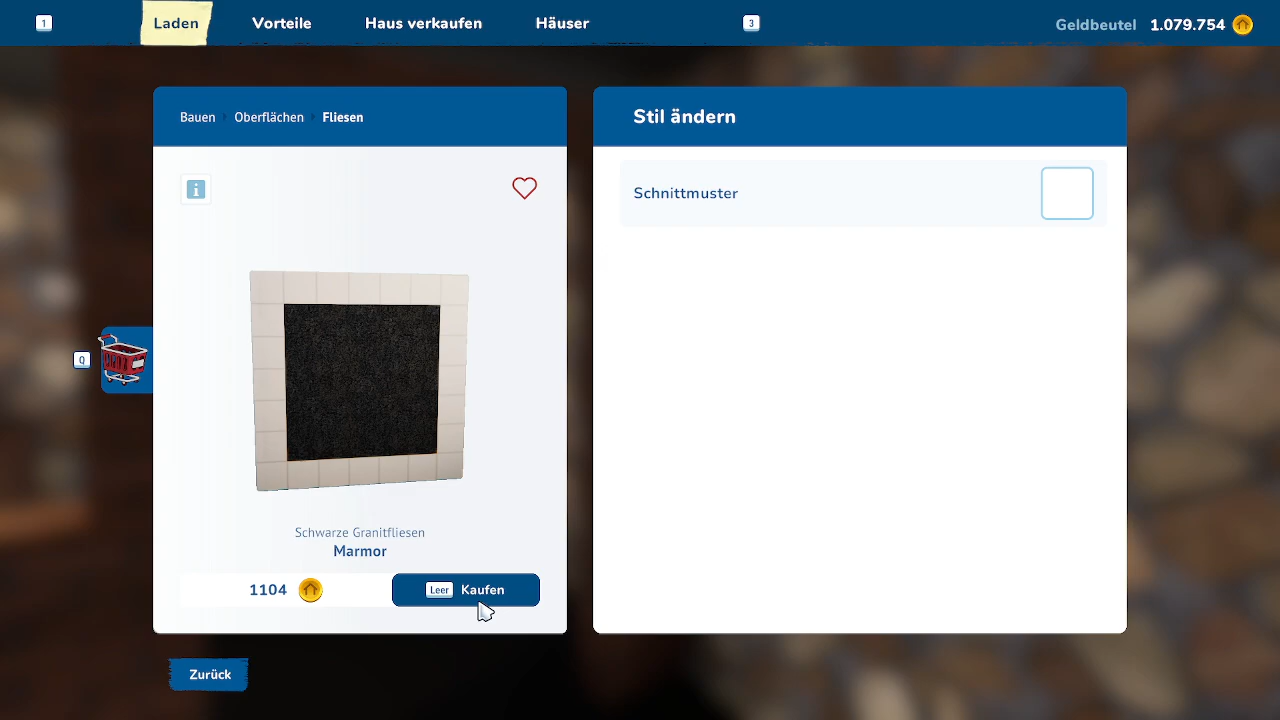 1 Laden Vorteile Haus verkaufen Häuser 3 Geldbeutel 1.079.754
Bauen Oberflächen Fliesen
Stil ändern
i
Schnittmuster
Q
Schwarze Granitfliesen
Marmor
1104 Leer Kaufen
Zurück